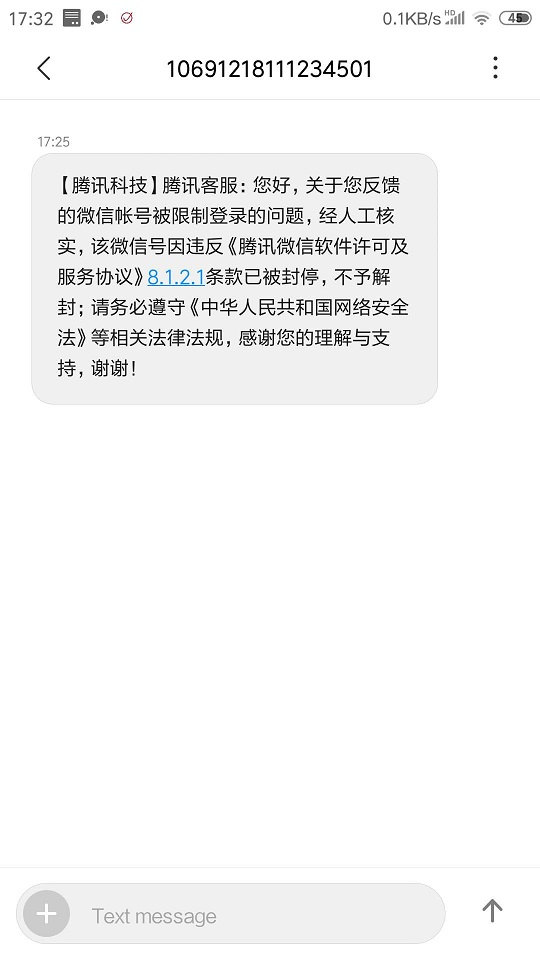 17:32
0.1KB/s HD 45
10691218111234501
17:25
【腾讯科技】腾讯客服：您好，关于您反馈
的微信帐号被限制登录的问题，经人工核
实，该微信号因违反《腾讯微信软件许可及
服务协议》8.1.2.1条款已被封停，不予解
封；请务必遵守《中华人民共和国网络安全
法》等相关法律法规，感谢您的理解与支
持，谢谢！
Text message